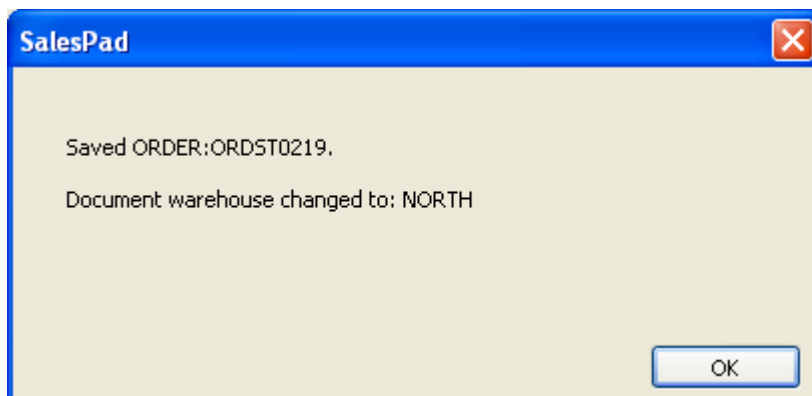 SalesPad
Saved ORDER:ORDST0219.
Document warehouse changed to: NORTH
OK